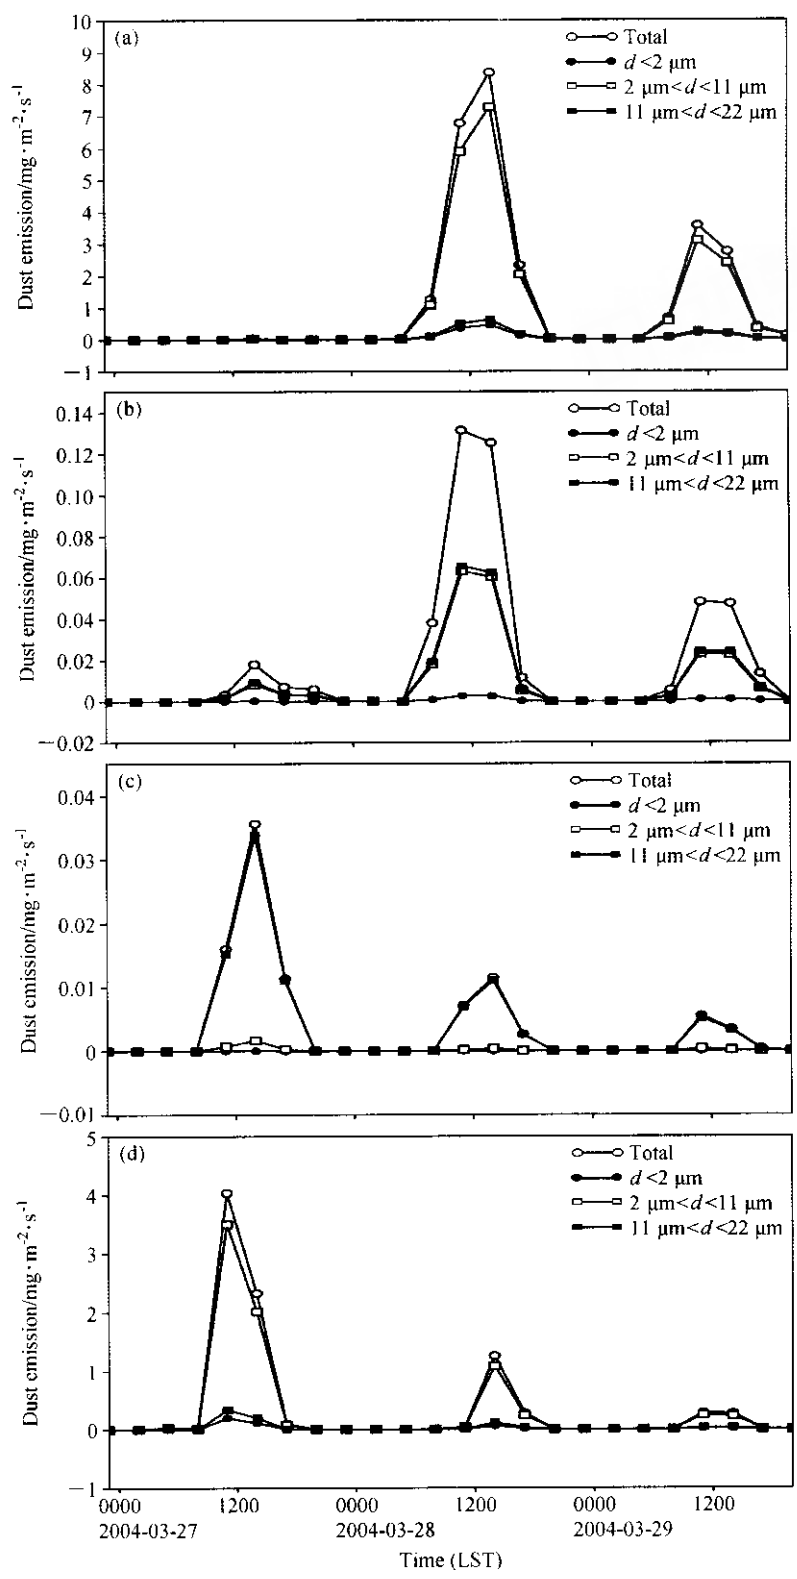 (a)
Total
d<2 μm
2 μm<d<11 μm
11 μm<d<22 μm
Dust emission/mg·m⁻²·s⁻¹
10
9
8
7
6
5
4
3
2
1
0
−1
(b)
Total
d<2 μm
2 μm<d<11 μm
11 μm<d<22 μm
Dust emission/mg·m⁻²·s⁻¹
0.14
0.12
0.10
0.08
0.06
0.04
0.02
0
−0.02
(c)
Total
d<2 μm
2 μm<d<11 μm
11 μm<d<22 μm
Dust emission/mg·m⁻²·s⁻¹
0.04
0.03
0.02
0.01
0
−0.01
(d)
Total
d<2 μm
2 μm<d<11 μm
11 μm<d<22 μm
Dust emission/mg·m⁻²·s⁻¹
5
4
3
2
1
0
−1
0000 1200 0000 1200 0000 1200
2004-03-27 2004-03-28 2004-03-29
Time (LST)